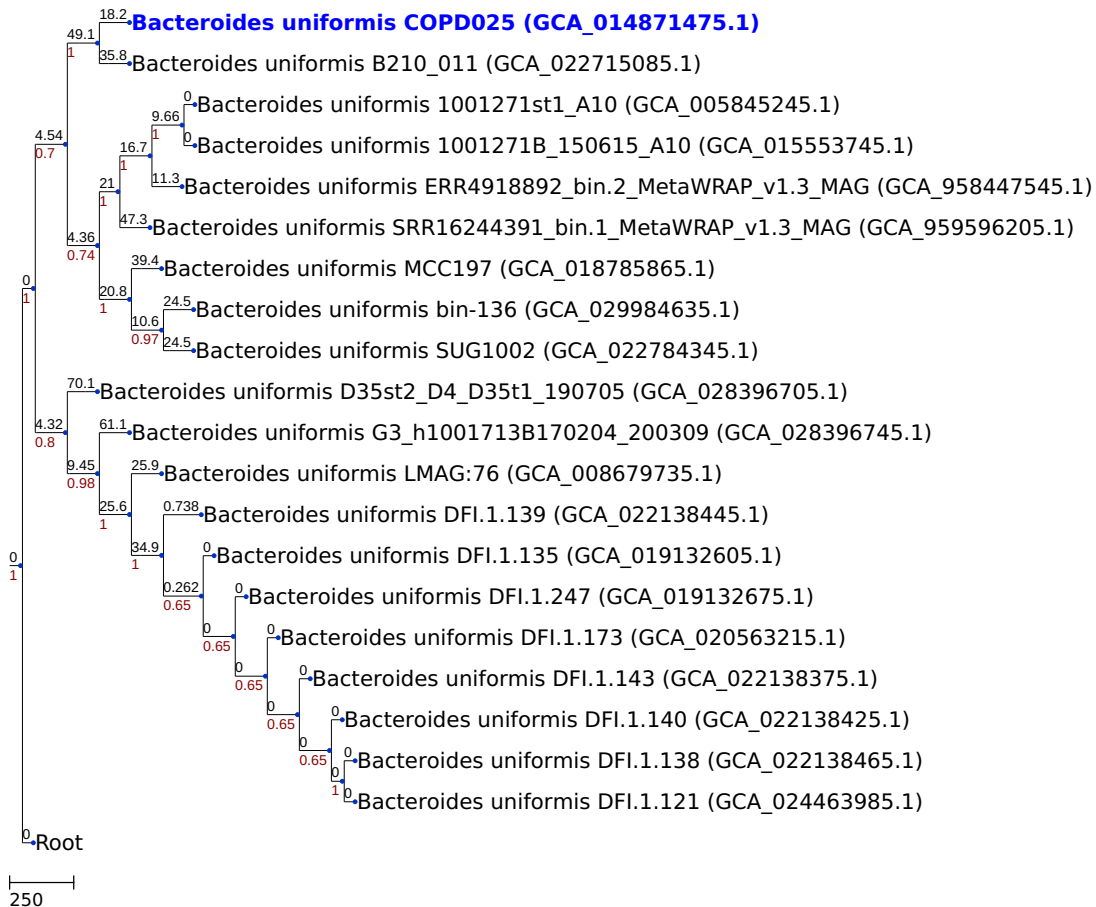 18.2
Bacteroides uniformis COPD025 (GCA_014871475.1)
49.1
1
35.8
Bacteroides uniformis B210_011 (GCA_022715085.1)
0
Bacteroides uniformis 1001271st1_A10 (GCA_005845245.1)
9.66
1
4.54
0.7
0
Bacteroides uniformis 1001271B_150615_A10 (GCA_015553745.1)
16.7
1
11.3
Bacteroides uniformis ERR4918892_bin.2_MetaWRAP_v1.3_MAG (GCA_958447545.1)
21
1
47.3
Bacteroides uniformis SRR16244391_bin.1_MetaWRAP_v1.3_MAG (GCA_959596205.1)
4.36
0.74
39.4
Bacteroides uniformis MCC197 (GCA_018785865.1)
0
1
20.8
1
24.5
Bacteroides uniformis bin-136 (GCA_029984635.1)
10.6
0.97
24.5
Bacteroides uniformis SUG1002 (GCA_022784345.1)
70.1
Bacteroides uniformis D35st2_D4_D35t1_190705 (GCA_028396705.1)
4.32
0.8
61.1
Bacteroides uniformis G3_h1001713B170204_200309 (GCA_028396745.1)
9.45
0.98
25.9
Bacteroides uniformis LMAG:76 (GCA_008679735.1)
25.6
1
0.738
Bacteroides uniformis DFI.1.139 (GCA_022138445.1)
34.9
1
0
Bacteroides uniformis DFI.1.135 (GCA_019132605.1)
0
1
0.262
0.65
0
Bacteroides uniformis DFI.1.247 (GCA_019132675.1)
0
0.65
0
Bacteroides uniformis DFI.1.173 (GCA_020563215.1)
0
0.65
0
Bacteroides uniformis DFI.1.143 (GCA_022138375.1)
0
0.65
0
Bacteroides uniformis DFI.1.140 (GCA_022138425.1)
0
0.65
0
Bacteroides uniformis DFI.1.138 (GCA_022138465.1)
0
1
0
Bacteroides uniformis DFI.1.121 (GCA_024463985.1)
0
Root
250